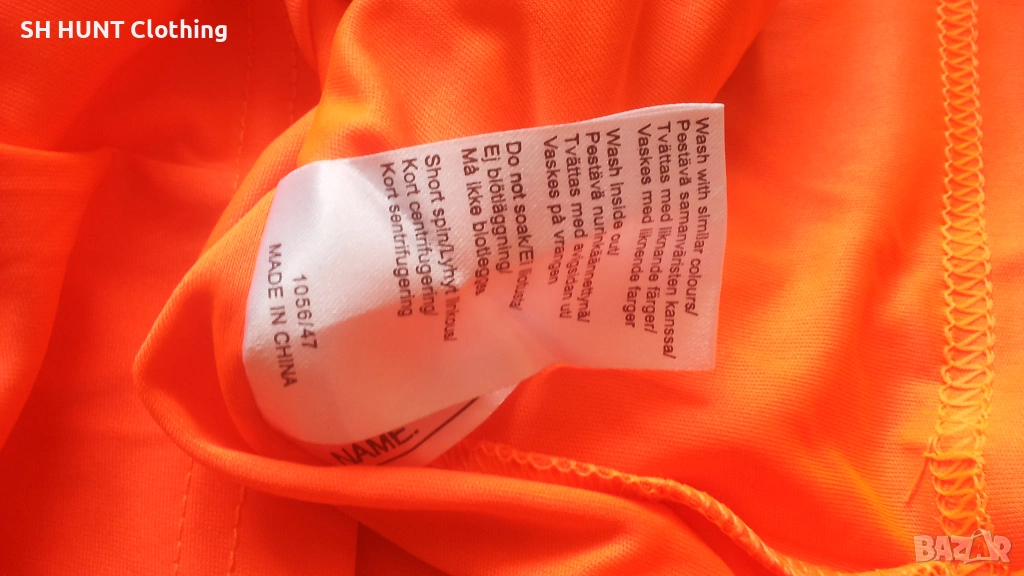 SH HUNT Clothing
Wash with similar colours/
Pestävä samanväristen kanssa/
Tvättas med liknande färger/
Vaskes med liknende farger
Wash Inside out/
Pestävä nurinkäännettynä/
Tvättas med avigsidan ut/
Vaskes på vrangen
Do not soak/Ei liotusta/
Ej blötläggning/
Må ikke bløtlegges
Short spin/Lyhyt linkous/
Kort centrifugering/
Kort sentrifugering
1056/47
MADE IN CHINA
NAME:
BAZAR